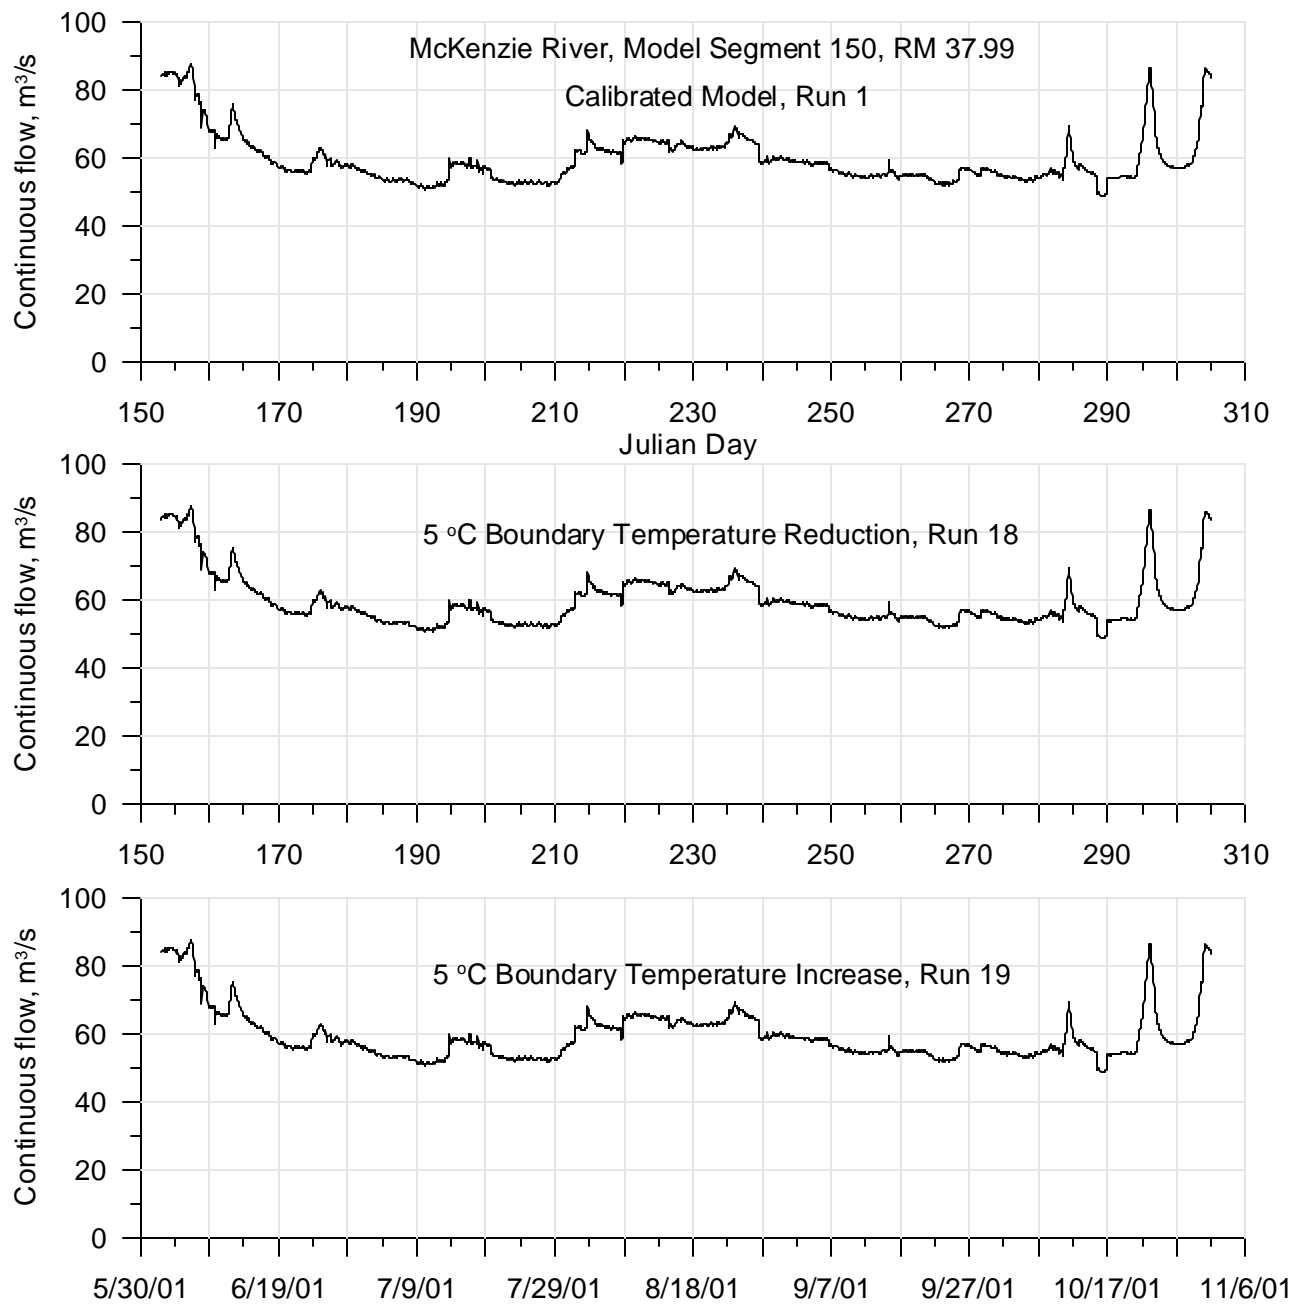 McKenzie River, Model Segment 150, RM 37.99
Calibrated Model, Run 1
Continuous flow, m³/s
100
80
60
40
20
0
150 170 190 210 230 250 270 290 310
Julian Day
5 ᵒC Boundary Temperature Reduction, Run 18
Continuous flow, m³/s
100
80
60
40
20
0
150 170 190 210 230 250 270 290 310
5 ᵒC Boundary Temperature Increase, Run 19
Continuous flow, m³/s
100
80
60
40
20
0
5/30/01 6/19/01 7/9/01 7/29/01 8/18/01 9/7/01 9/27/01 10/17/01 11/6/01